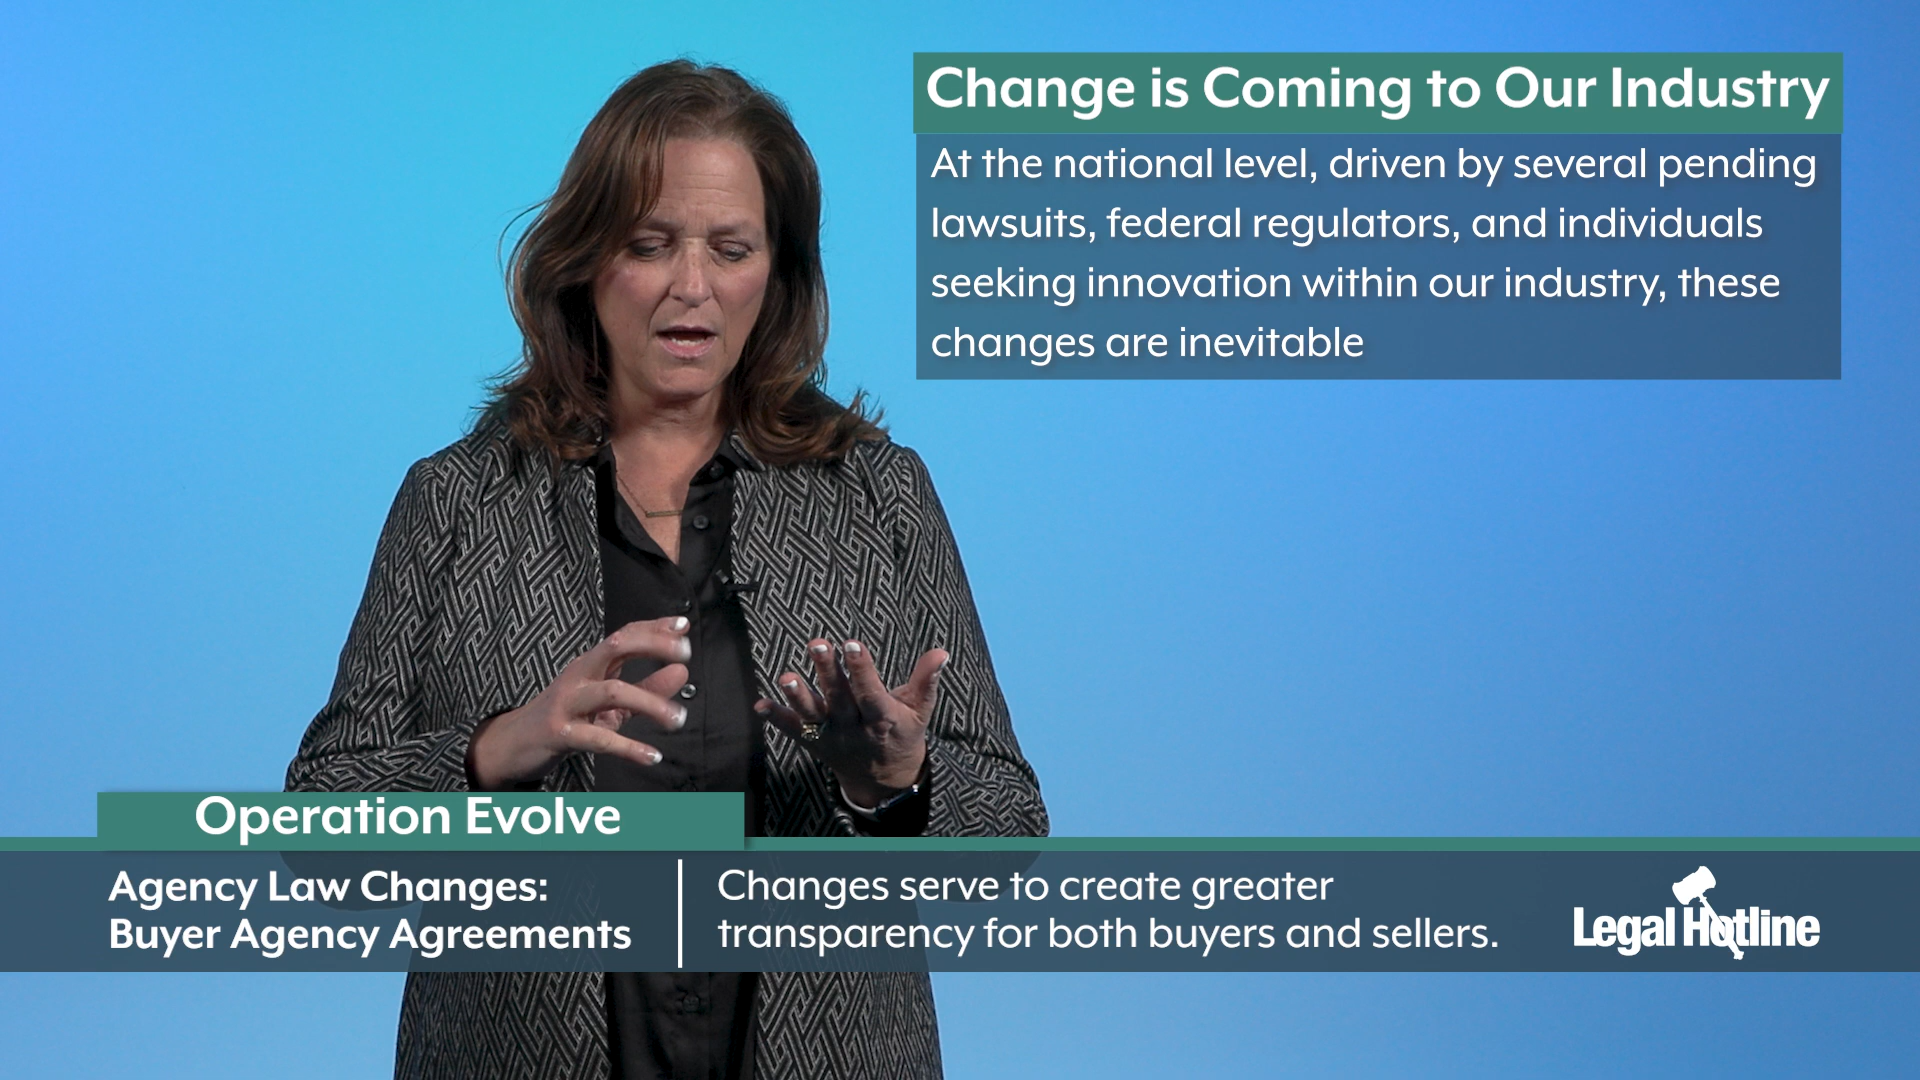 Change is Coming to Our Industry
At the national level, driven by several pending
lawsuits, federal regulators, and individuals
seeking innovation within our industry, these
changes are inevitable
Operation Evolve
Agency Law Changes:
Buyer Agency Agreements
Changes serve to create greater
transparency for both buyers and sellers.
Legal Hotline